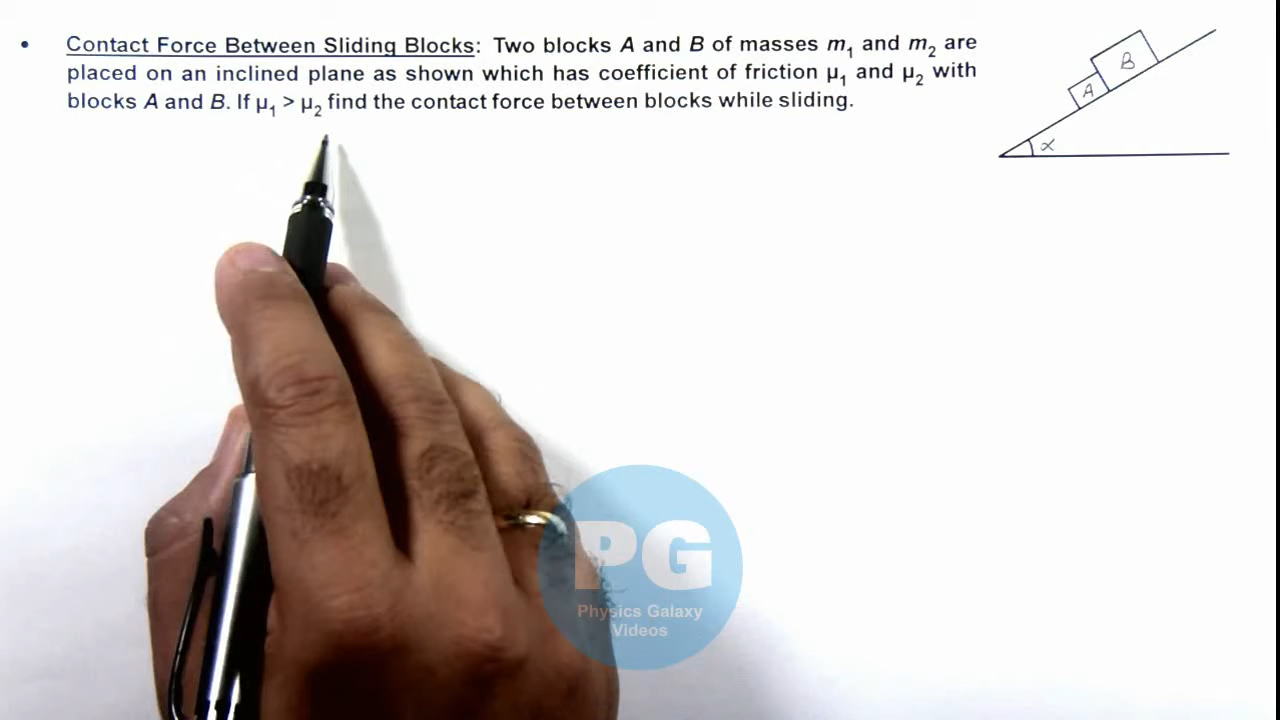 • Contact Force Between Sliding Blocks: Two blocks A and B of masses m₁ and m₂ are
placed on an inclined plane as shown which has coefficient of friction μ₁ and μ₂ with
blocks A and B. If μ₁ > μ₂ find the contact force between blocks while sliding.
B
A
α
PG
Physics Galaxy
Videos